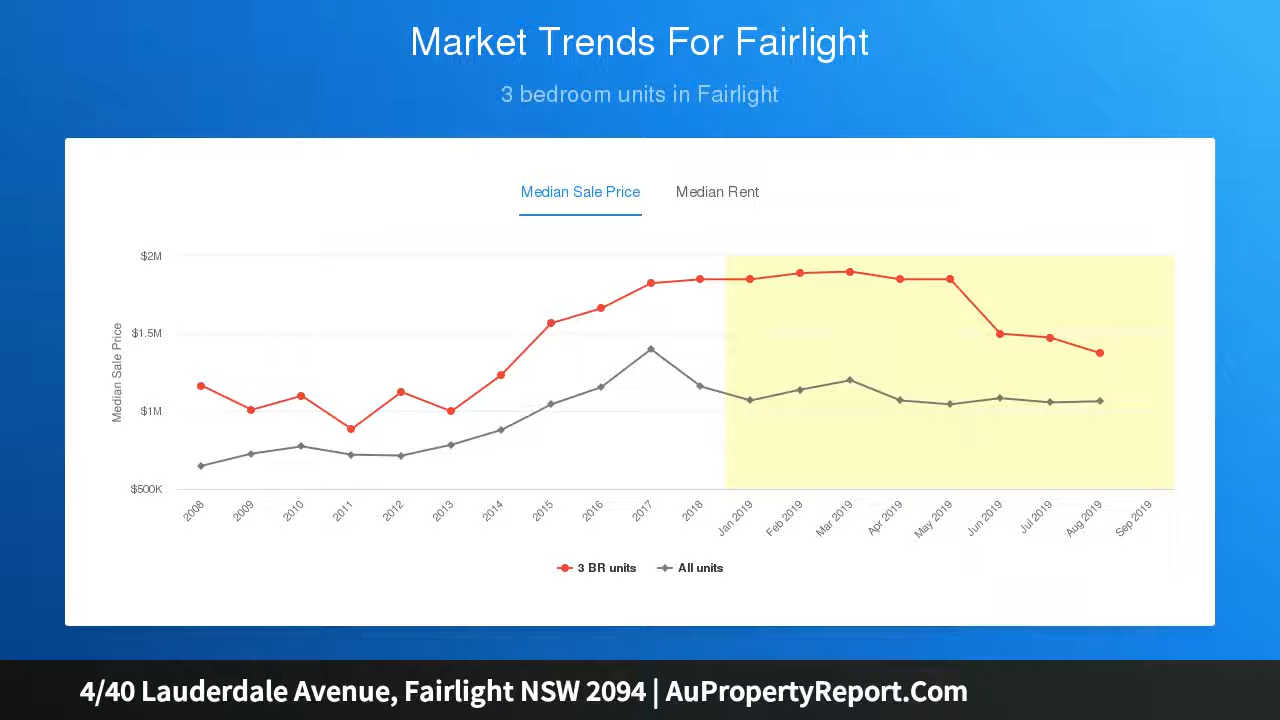 Market Trends For Fairlight
3 bedroom units in Fairlight
Median Sale Price Median Rent
Median Sale Price
$2M
$1.5M
$1M
$500K
2008 2009 2010 2011 2012 2013 2014 2015 2016 2017 2018 Jan 2019 Feb 2019 Mar 2019 Apr 2019 May 2019 Jun 2019 Jul 2019 Aug 2019 Sep 2019
3 BR units All units
4/40 Lauderdale Avenue, Fairlight NSW 2094 | AuPropertyReport.Com